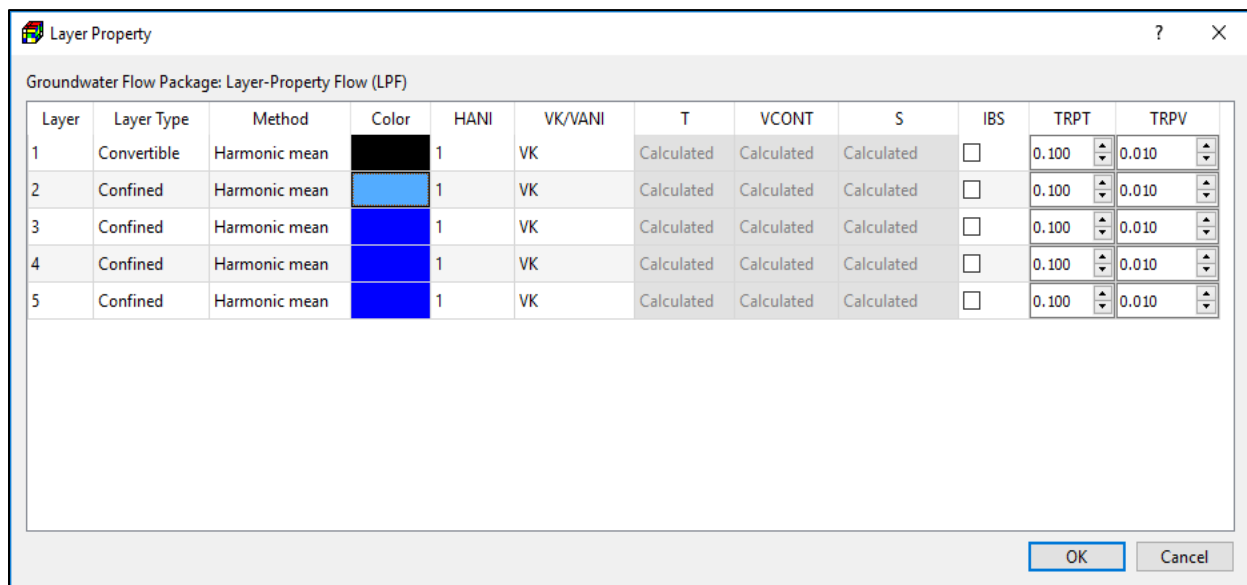 Layer Property ?
Groundwater Flow Package: Layer-Property Flow (LPF)
Layer Layer Type Method Color HANI VK/VANI T VCONT S IBS TRPT TRPV
1 Convertible Harmonic mean 1 VK Calculated Calculated Calculated 0.100 0.010
2 Confined Harmonic mean 1 VK Calculated Calculated Calculated 0.100 0.010
3 Confined Harmonic mean 1 VK Calculated Calculated Calculated 0.100 0.010
4 Confined Harmonic mean 1 VK Calculated Calculated Calculated 0.100 0.010
5 Confined Harmonic mean 1 VK Calculated Calculated Calculated 0.100 0.010
OK Cancel